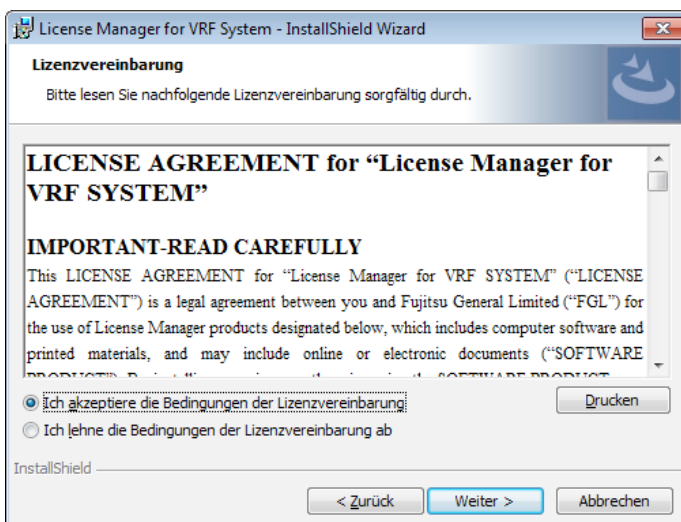 License Manager for VRF System - InstallShield Wizard
Lizenzvereinbarung
Bitte lesen Sie nachfolgende Lizenzvereinbarung sorgfältig durch.
LICENSE AGREEMENT for “License Manager for
VRF SYSTEM”
IMPORTANT-READ CAREFULLY
This LICENSE AGREEMENT for “License Manager for VRF SYSTEM” (“LICENSE
AGREEMENT”) is a legal agreement between you and Fujitsu General Limited (“FGL”) for
the use of License Manager products designated below, which includes computer software and
printed materials, and may include online or electronic documents (“SOFTWARE
Ich akzeptiere die Bedingungen der Lizenzvereinbarung
Drucken
Ich lehne die Bedingungen der Lizenzvereinbarung ab
InstallShield
< Zurück
Weiter >
Abbrechen